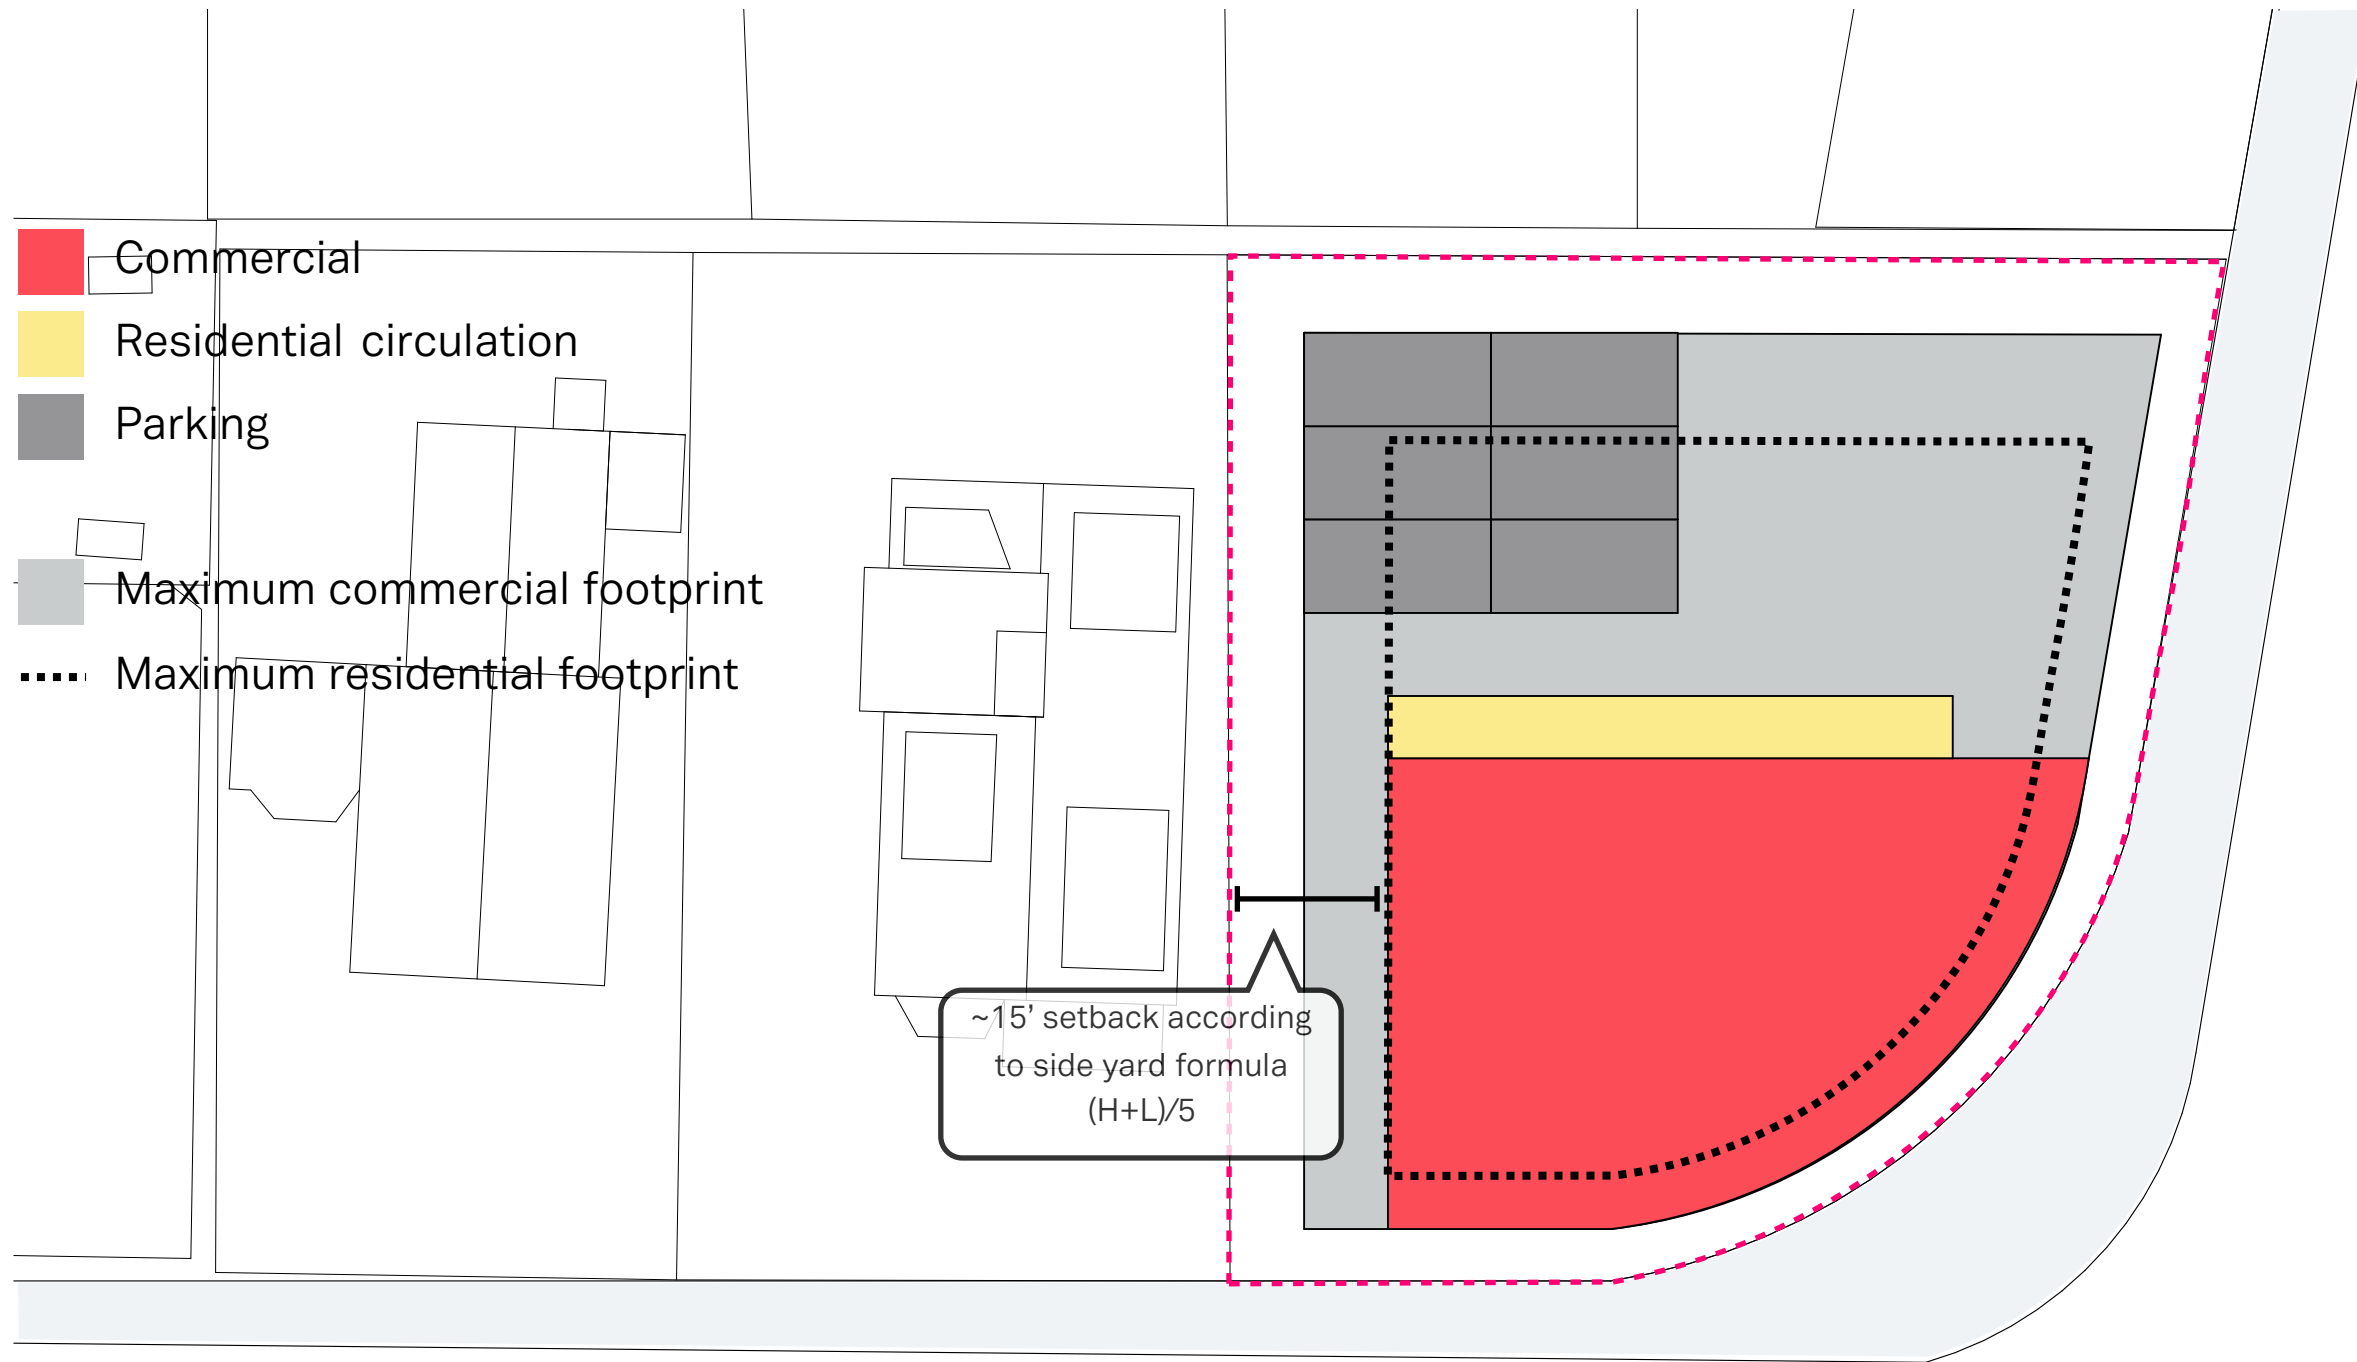 Commercial
Residential circulation
Parking
Maximum commercial footprint
Maximum residential footprint
~15’ setback according
to side yard formula
(H+L)/5